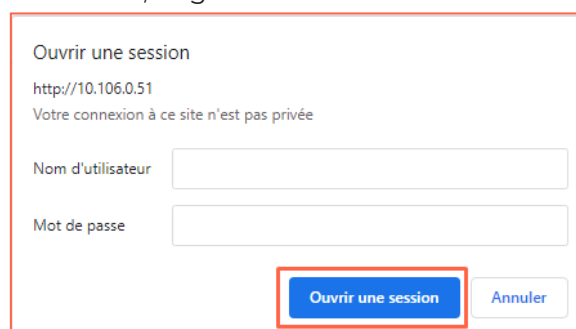 Ouvrir une session
http://10.106.0.51
Votre connexion à ce site n'est pas privée
Nom d'utilisateur
Mot de passe
Ouvrir une session Annuler